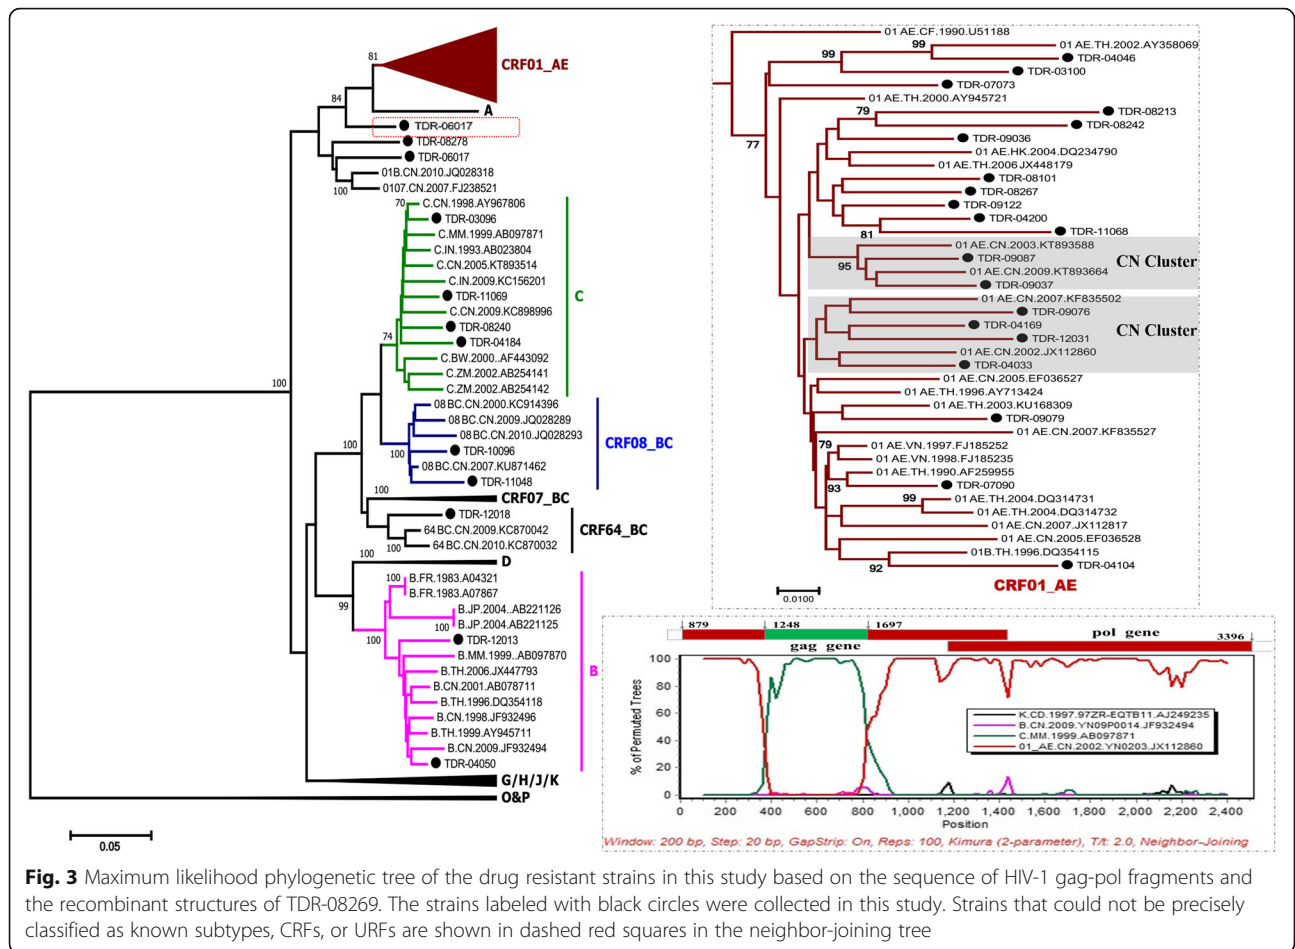 81
CRF01_AE
84
A
TDR-06017
TDR-08278
TDR-06017
01B.CN.2010.JQ028318
100
0107.CN.2007.FJ238521
70
C.CN.1998.AY967806
TDR-03096
C.MM.1999.AB097871
C.IN.1993.AB023804
C.CN.2005.KT893514
C.IN.2009.KC156201
TDR-11069
C
C.CN.2009.KC898996
TDR-08240
74
TDR-04184
C.BW.2000..AF443092
C.ZM.2002.AB254141
C.ZM.2002.AB254142
100
08BC.CN.2000.KC914396
08BC.CN.2009.JQ028289
08BC.CN.2010.JQ028293
CRF08_BC
100
TDR-10096
100
08BC.CN.2007.KU871462
TDR-11048
100
CRF07_BC
TDR-12018
100
64BC.CN.2009.KC870042
CRF64_BC
100
64BC.CN.2010.KC870032
100
D
100
B.FR.1983.A04321
B.FR.1983.A07867
99
B.JP.2004..AB221126
B.JP.2004.AB221125
100
100
TDR-12013
B.MM.1999..AB097870
B.TH.2006.JX447793
B
B.CN.2001.AB078711
B.TH.1996.DQ354118
B.CN.1998.JF932496
B.TH.1999.AY945711
B.CN.2009.JF932494
TDR-04050
G/H/J/K
O&P
0.05
01 AE.CF.1990.U51188
99
01 AE.TH.2002.AY358069
99
TDR-04046
TDR-03100
TDR-07073
01 AE.TH.2000.AY945721
79
TDR-08213
TDR-08242
77
TDR-09036
01 AE.HK.2004.DQ234790
01 AE.TH.2006.JX448179
TDR-08101
TDR-08267
TDR-09122
TDR-04200
81
TDR-11068
01 AE.CN.2003.KT893588
95
TDR-09087
CN Cluster
01 AE.CN.2009.KT893664
TDR-09037
01 AE.CN.2007.KF835502
TDR-09076
TDR-04169
CN Cluster
TDR-12031
01 AE.CN.2002.JX112860
TDR-04033
01 AE.CN.2005.EF036527
01 AE.TH.1996.AY713424
01 AE.TH.2003.KU168309
TDR-09079
01 AE.CN.2007.KF835527
79
01 AE.VN.1997.FJ185252
01 AE.VN.1998.FJ185235
01 AE.TH.1990.AF259955
93
TDR-07090
99
01 AE.TH.2004.DQ314731
01 AE.TH.2004.DQ314732
01 AE.CN.2007.JX112817
01 AE.CN.2005.EF036528
01B.TH.1996.DQ354115
92
TDR-04104
0.0100
CRF01_AE
879 1248 1697 pol gene 3396
gag gene
% of Permuted Trees
100
80
60
40
20
0
K.CD.1997.97ZR-EQTB11.AJ249235
B.CN.2009.YN09P0014.JF932494
C.MM.1999.AB097871
01_AE.CN.2002.YN0203.JX112860
0 200 400 600 800 1,000 1,200 1,400 1,600 1,800 2,000 2,200 2,400
Position
Window: 200 bp, Step: 20 bp, GapStrip: On, Reps: 100, Kimura (2-parameter), T/t: 2.0, Neighbor-Joining
Fig. 3 Maximum likelihood phylogenetic tree of the drug resistant strains in this study based on the sequence of HIV-1 gag-pol fragments and
the recombinant structures of TDR-08269. The strains labeled with black circles were collected in this study. Strains that could not be precisely
classified as known subtypes, CRFs, or URFs are shown in dashed red squares in the neighbor-joining tree